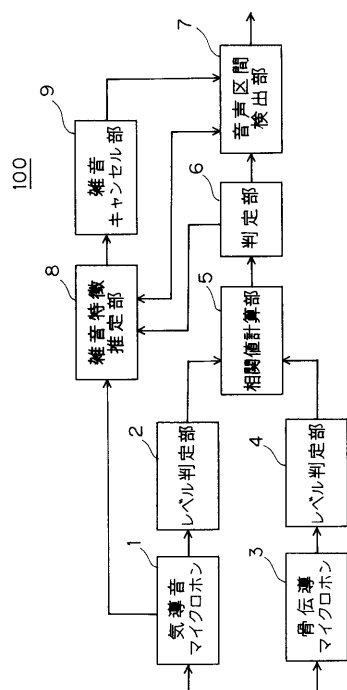 100
9
雑音
キャンセル部
7
音声区間
検出部
8
雑音特徴
推定部
6
判定部
5
相関値計算部
2
レベル判定部
4
レベル判定部
1
気導音
マイクロホン
3
骨伝導
マイクロホン